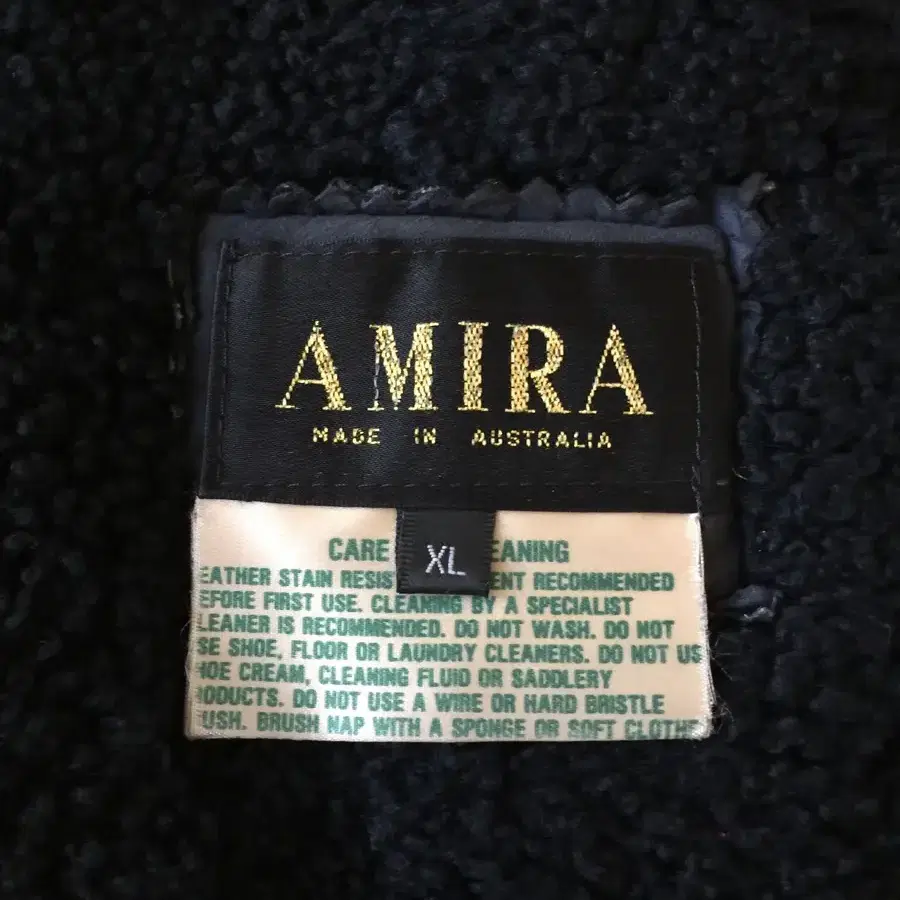 AMIRA
MADE IN AUSTRALIA
XL
CARE EANING
EATHER STAIN RESIS ENT RECOMMENDED
EFORE FIRST USE. CLEANING BY A SPECIALIST
LEANER IS RECOMMENDED. DO NOT WASH. DO NOT
SE SHOE, FLOOR OR LAUNDRY CLEANERS. DO NOT US
HOE CREAM, CLEANING FLUID OR SADDLERY
ODUCTS. DO NOT USE A WIRE OR HARD BRISTLE
USH. BRUSH NAP WITH A SPONGE OR SOFT CLOTHE